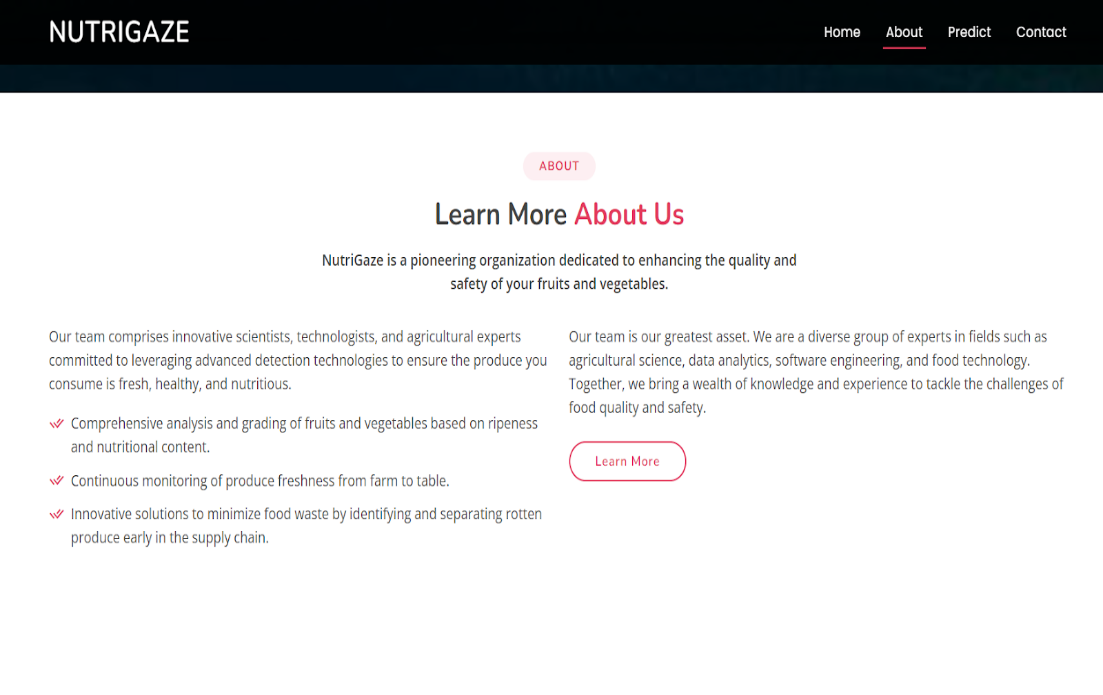 NUTRIGAZE
Home About Predict Contact
ABOUT
Learn More About Us
NutriGaze is a pioneering organization dedicated to enhancing the quality and
safety of your fruits and vegetables.
Our team comprises innovative scientists, technologists, and agricultural experts
committed to leveraging advanced detection technologies to ensure the produce you
consume is fresh, healthy, and nutritious.
Comprehensive analysis and grading of fruits and vegetables based on ripeness
and nutritional content.
Continuous monitoring of produce freshness from farm to table.
Innovative solutions to minimize food waste by identifying and separating rotten
produce early in the supply chain.
Our team is our greatest asset. We are a diverse group of experts in fields such as
agricultural science, data analytics, software engineering, and food technology.
Together, we bring a wealth of knowledge and experience to tackle the challenges of
food quality and safety.
Learn More